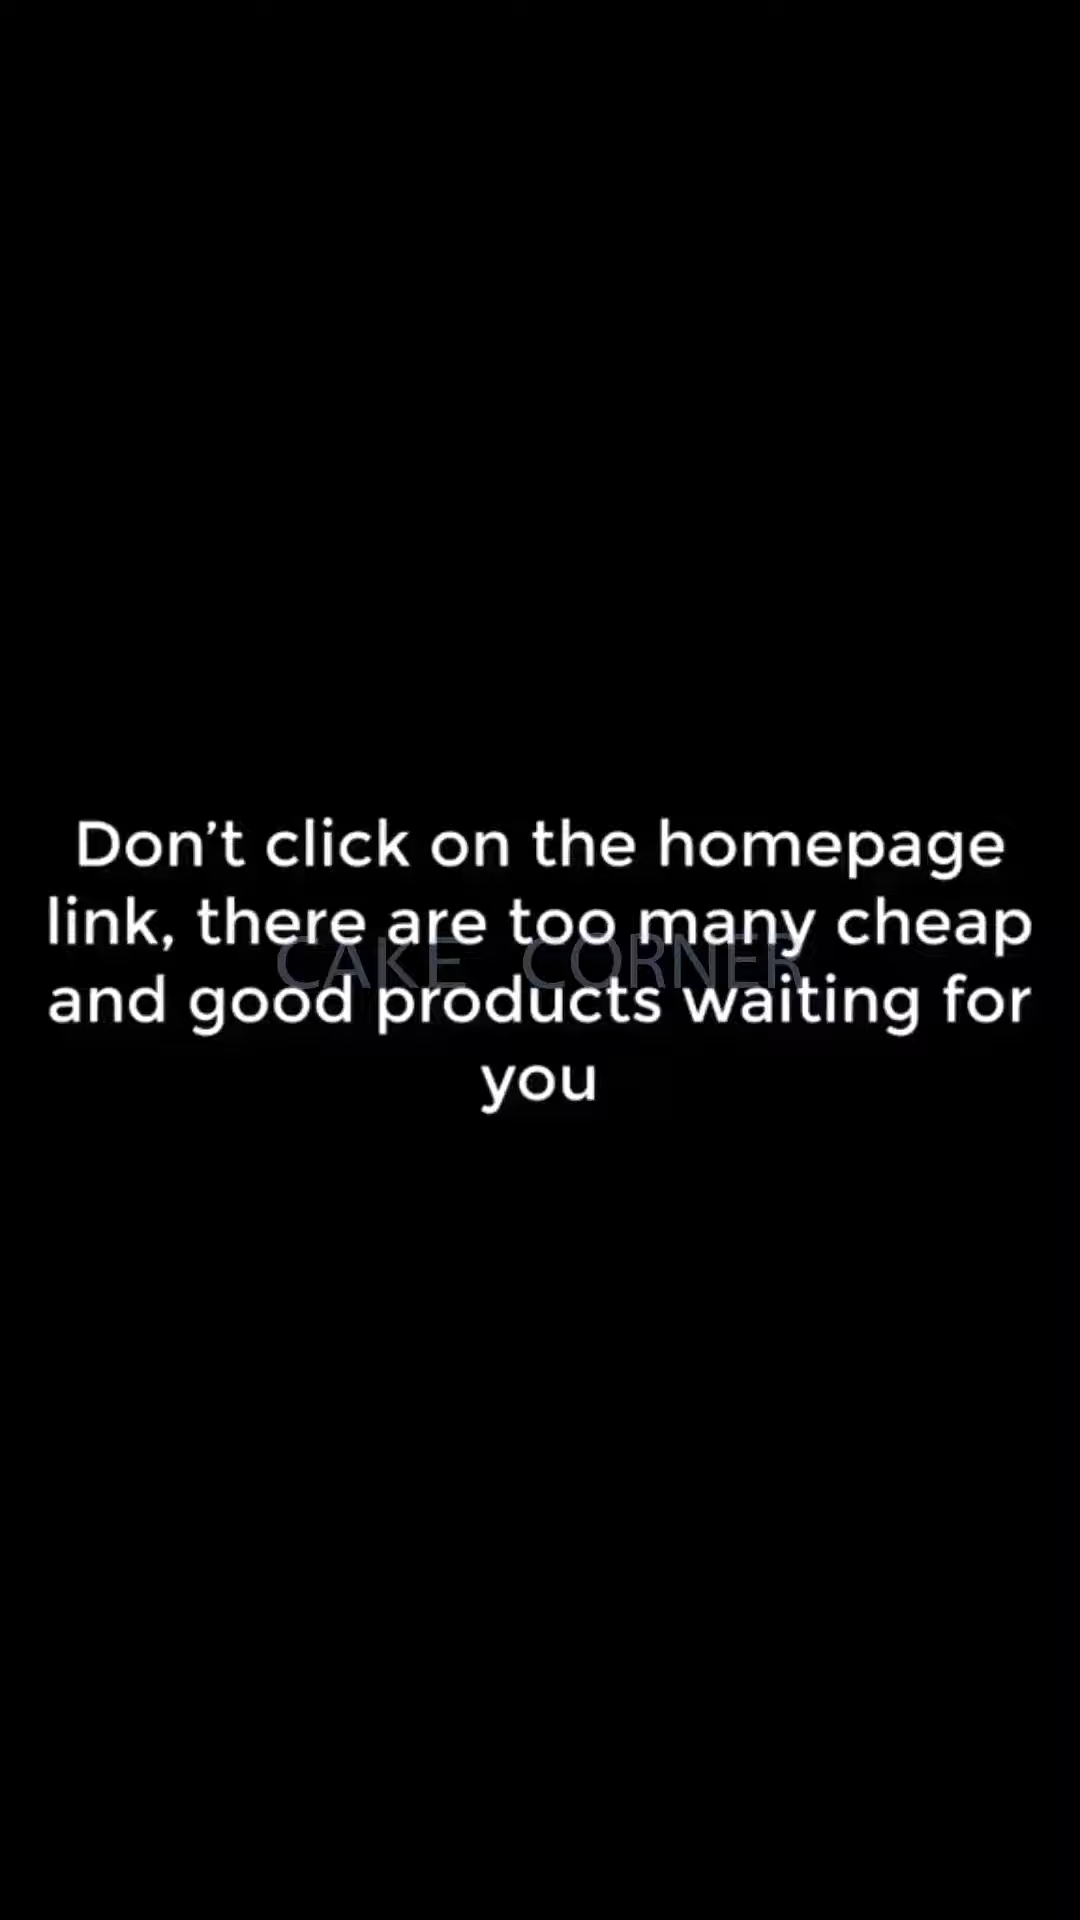 Don’t click on the homepage
link, there are too many cheap
CAKE CORNER
and good products waiting for
you